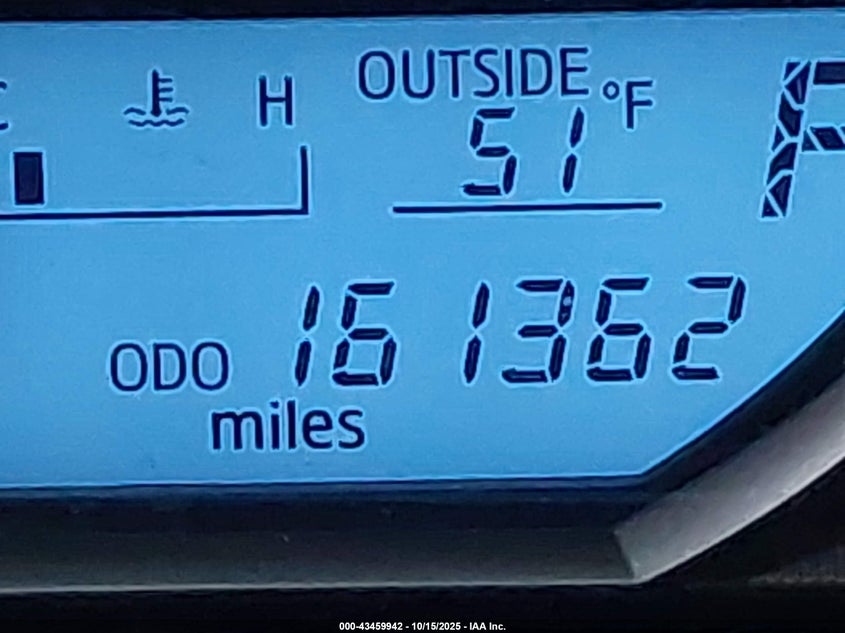 C H
OUTSIDE
51 °F
P
ODO 161362
miles
000-43459942 - 10/15/2025 - IAA Inc.